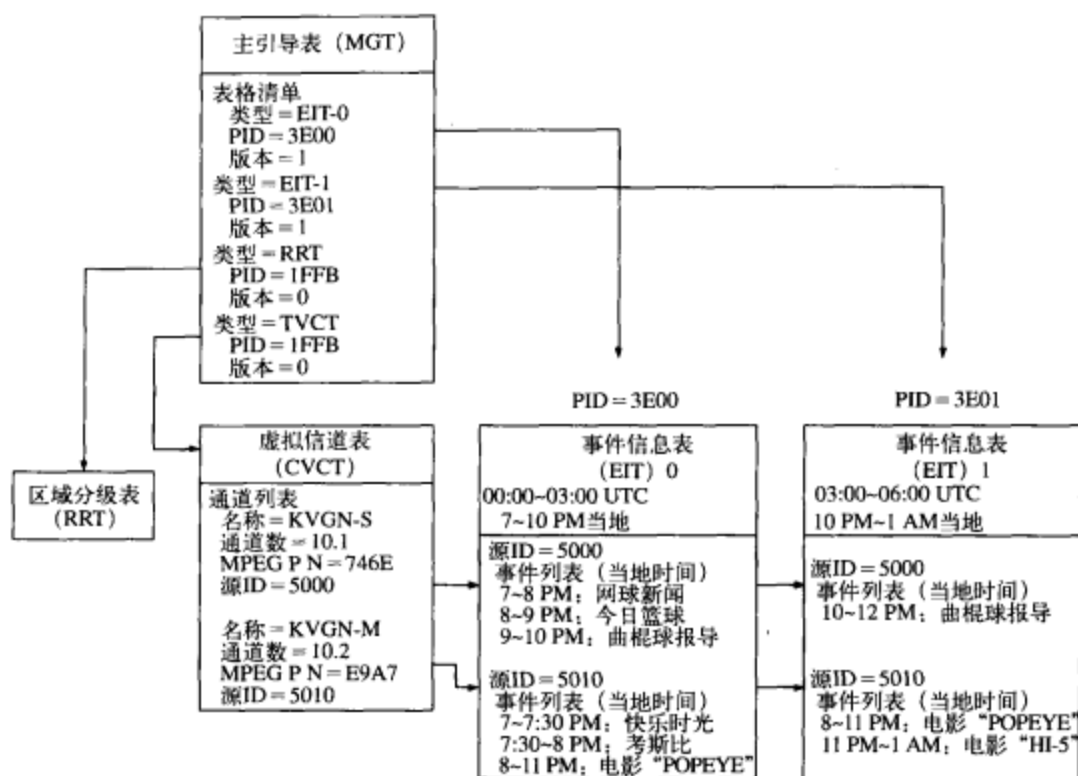 主引导表（MGT）
表格清单
类型＝EIT-0
PID＝3E00
版本＝1
类型＝EIT-1
PID＝3E01
版本＝1
类型＝RRT
PID＝1FFB
版本＝0
类型＝TVCT
PID＝1FFB
版本＝0
区域分级表
（RRT）
虚拟信道表
（CVCT）
通道列表
名称＝KVGN-S
通道数＝10.1
MPEG P N＝746E
源ID＝5000
名称＝KVGN-M
通道数＝10.2
MPEG P N＝E9A7
源ID＝5010
PID＝3E00
事件信息表
（EIT）0
00:00~03:00 UTC
7~10 PM当地
源ID＝5000
事件列表（当地时间）
7~8 PM：网球新闻
8~9 PM：今日篮球
9~10 PM：曲棍球报导
源ID＝5010
事件列表（当地时间）
7~7:30 PM：快乐时光
7:30~8 PM：考斯比
8~11 PM：电影“POPEYE”
PID＝3E01
事件信息表
（EIT）1
03:00~06:00 UTC
10 PM~1 AM当地
源ID＝5000
事件列表（当地时间）
10~12 PM：曲棍球报导
源ID＝5010
事件列表（当地时间）
8~11 PM：电影“POPEYE”
11 PM~1 AM：电影“HI-5”